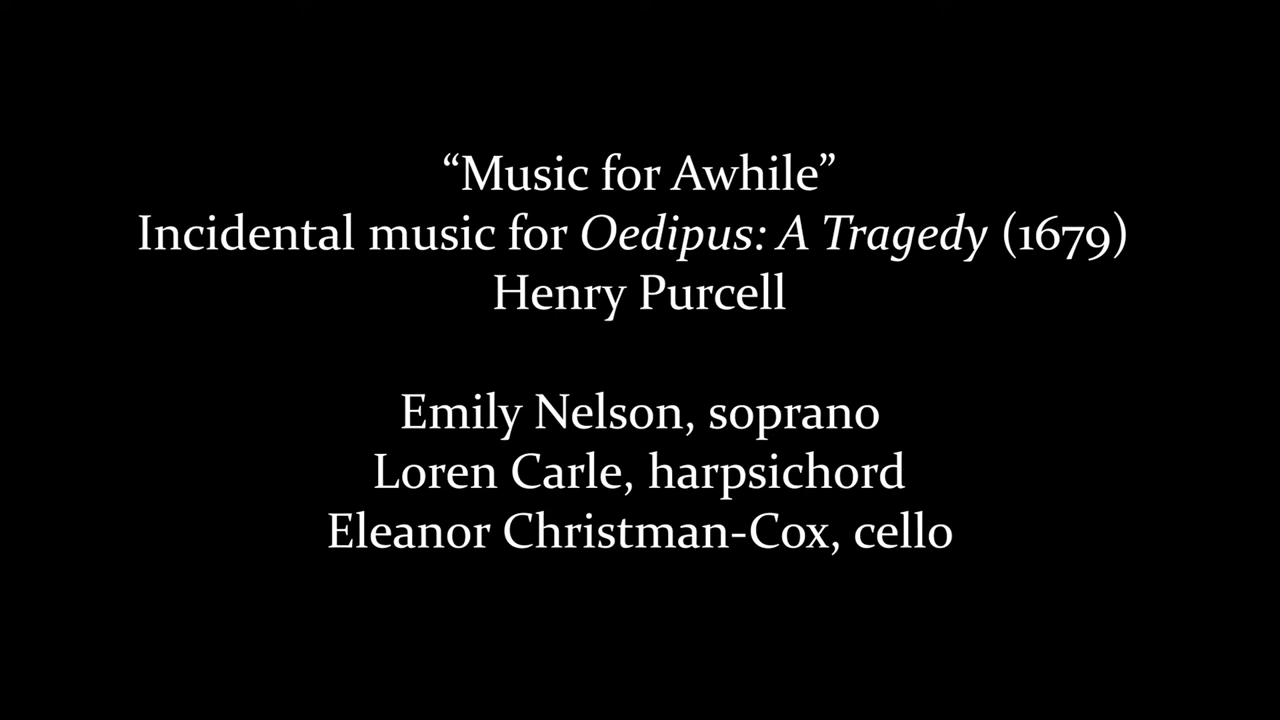 “Music for Awhile”
Incidental music for Oedipus: A Tragedy (1679)
Henry Purcell
Emily Nelson, soprano
Loren Carle, harpsichord
Eleanor Christman-Cox, cello